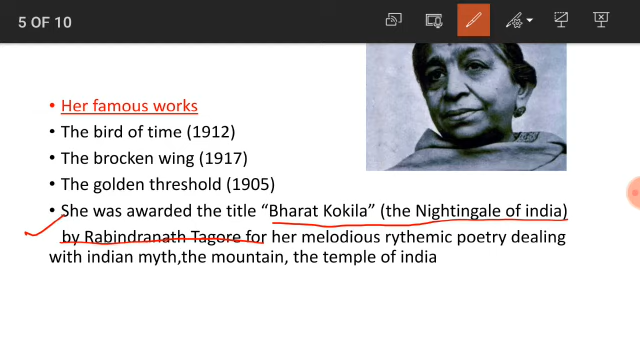 5 OF 10
• Her famous works
• The bird of time (1912)
• The brocken wing (1917)
• The golden threshold (1905)
• She was awarded the title "Bharat Kokila" (the Nightingale of india)
by Rabindranath Tagore for her melodious rythemic poetry dealing
with indian myth,the mountain, the temple of india